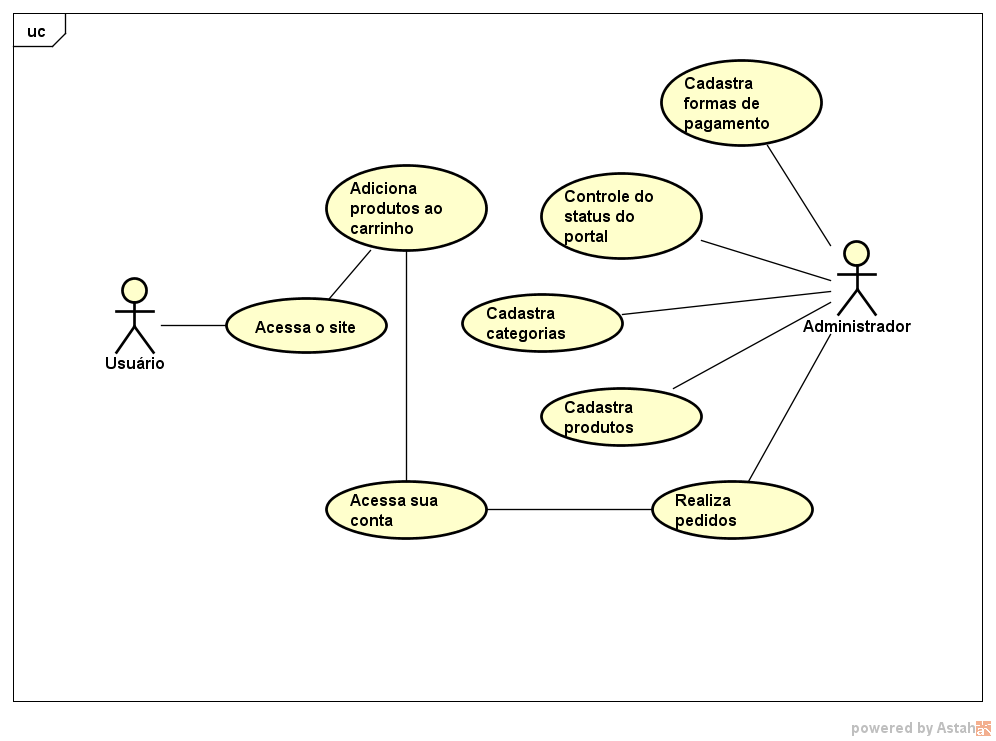 uc
Cadastra
formas de
pagamento
Adiciona
produtos ao
carrinho
Controle do
status do
portal
Acessa o site
Cadastra
categorias
Administrador
Usuário
Cadastra
produtos
Acessa sua
conta
Realiza
pedidos
powered by Astah